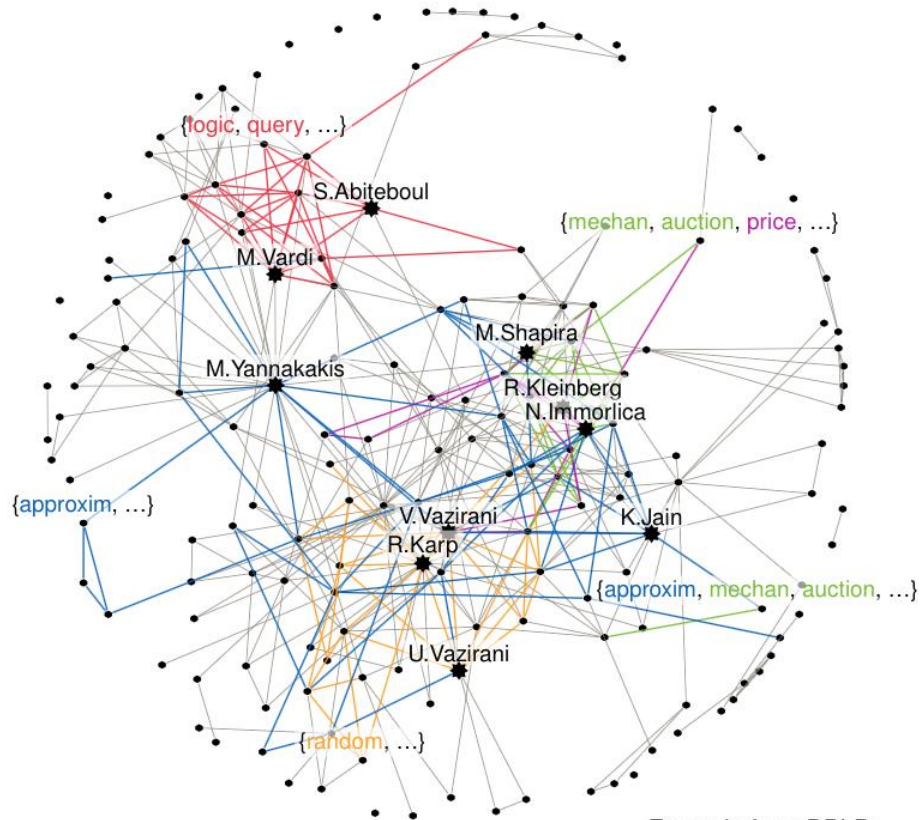 {logic, query, ...}
S.Abiteboul
{mechan, auction, price, ...}
M.Vardi
M.Shapira
M.Yannakakis
R.Kleinberg
N.Immorlica
{approxim, ...}
V.Vazirani
K.Jain
R.Karp
{approxim, mechan, auction, ...}
U.Vazirani
{random, ...}